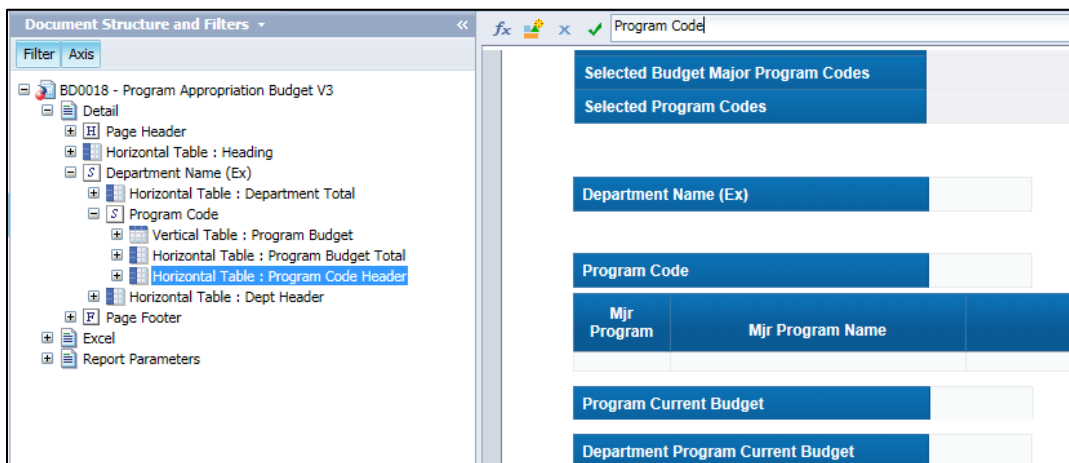 Document Structure and Filters
Filter Axis
BD0018 - Program Appropriation Budget V3
Detail
H Page Header
Horizontal Table : Heading
S Department Name (Ex)
Horizontal Table : Department Total
S Program Code
Vertical Table : Program Budget
Horizontal Table : Program Budget Total
Horizontal Table : Program Code Header
Horizontal Table : Dept Header
F Page Footer
Excel
Report Parameters
fx Program Code
Selected Budget Major Program Codes
Selected Program Codes
Department Name (Ex)
Program Code
Mjr
Program
Mjr Program Name
Program Current Budget
Department Program Current Budget